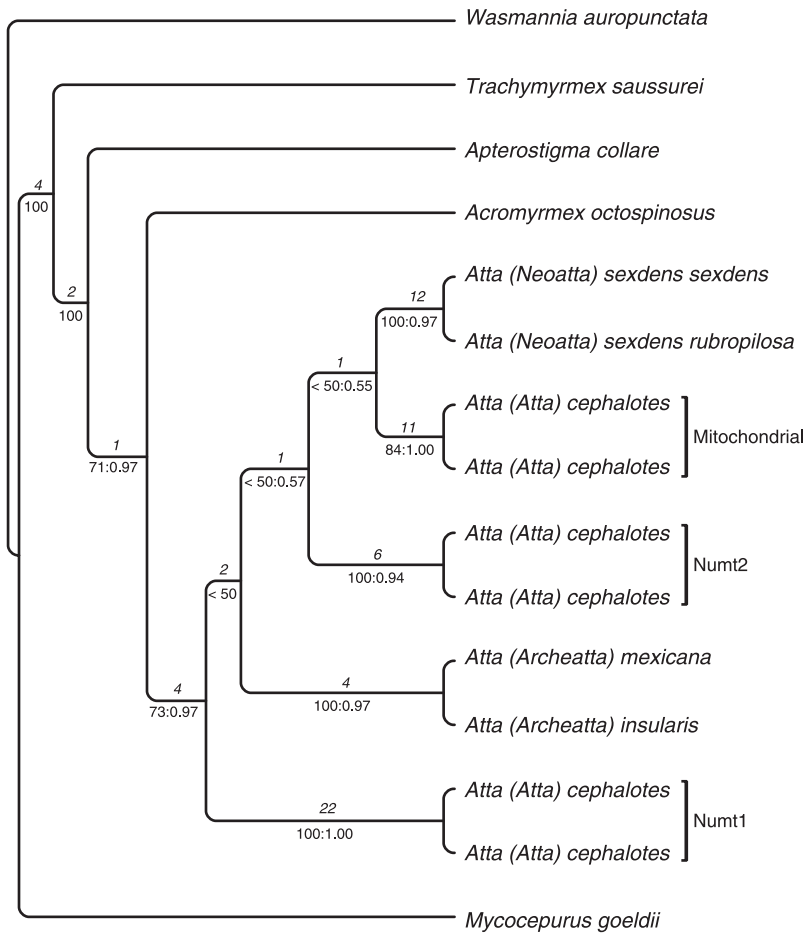 Wasmannia auropunctata
Trachymyrmex saussurei
Apterostigma collare
4
100
Acromyrmex octospinosus
Atta (Neoatta) sexdens sexdens
2
100
12
100:0.97
Atta (Neoatta) sexdens rubropilosa
1
< 50:0.55
Atta (Atta) cephalotes
Mitochondrial
11
84:1.00
1
71:0.97
Atta (Atta) cephalotes
1
< 50:0.57
Atta (Atta) cephalotes
Numt2
6
100:0.94
2
< 50
Atta (Atta) cephalotes
Atta (Archeatta) mexicana
4
73:0.97
4
100:0.97
Atta (Archeatta) insularis
Atta (Atta) cephalotes
Numt1
22
100:1.00
Atta (Atta) cephalotes
Mycocepurus goeldii